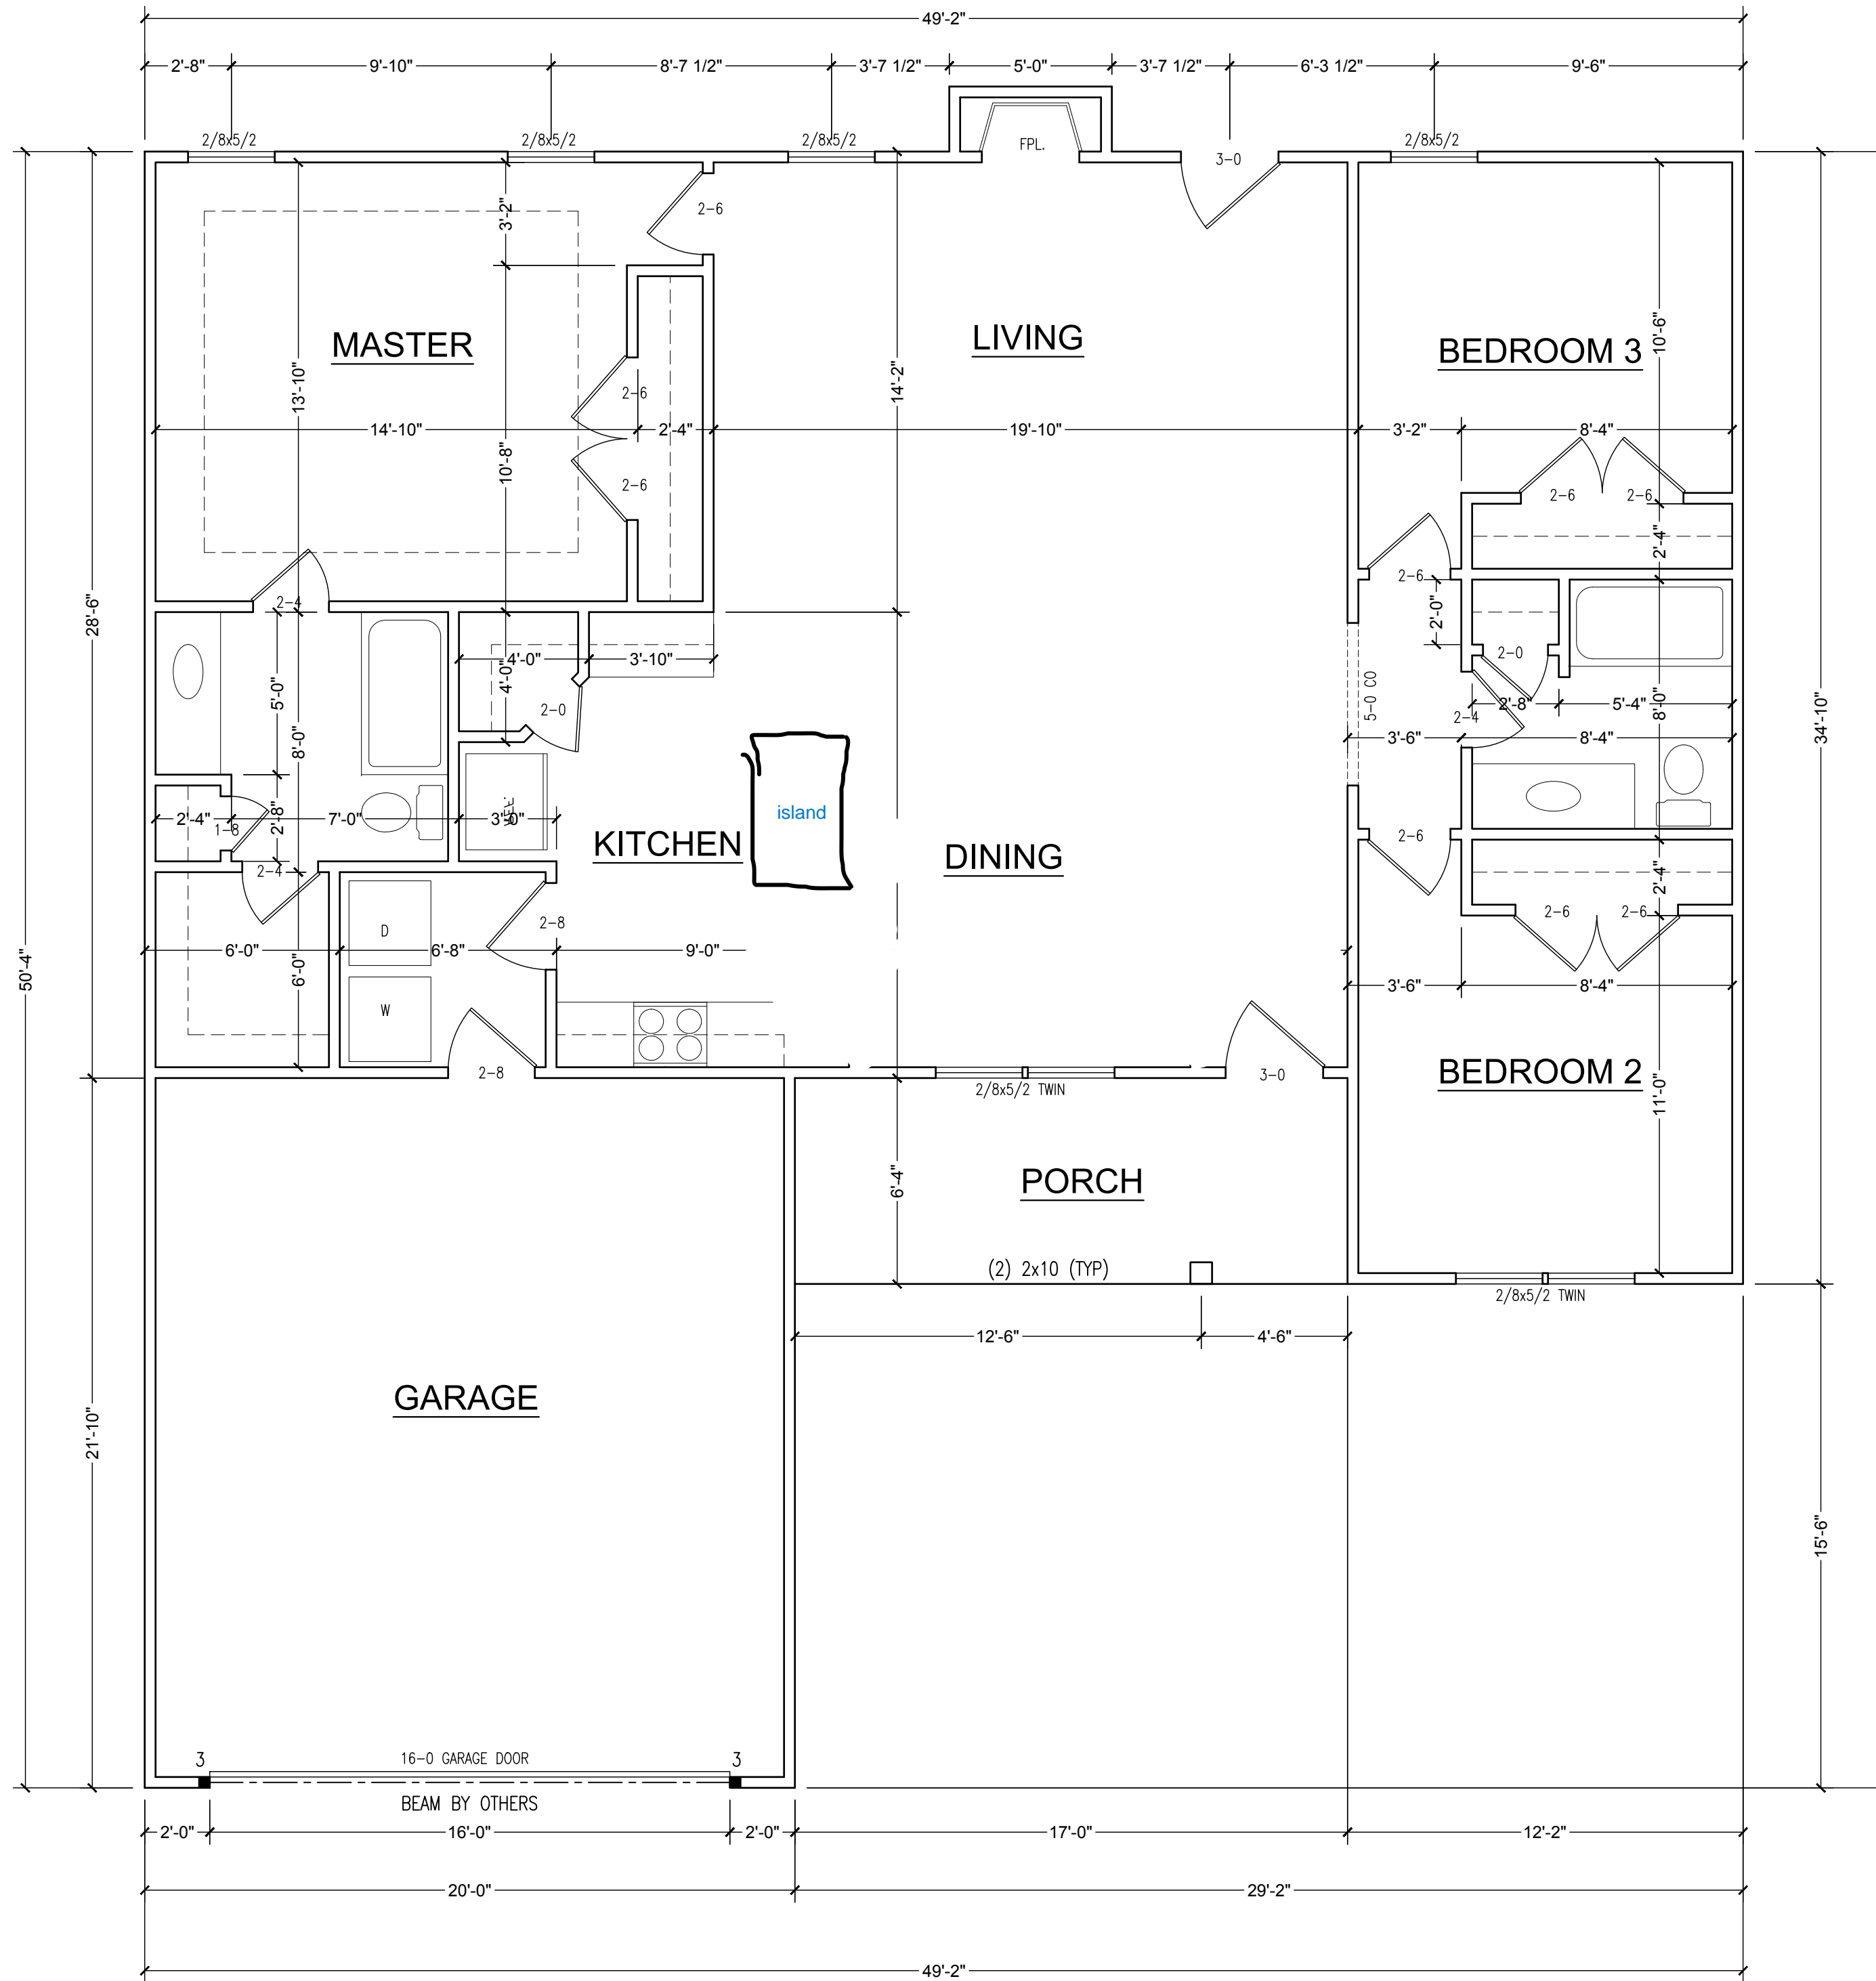 49'-2"
2'-8" 9'-10" 8'-7 1/2" 3'-7 1/2" 5'-0" 3'-7 1/2" 6'-3 1/2" 9'-6"
2/8x5/2 2/8x5/2 2/8x5/2 FPL. 3-0 2/8x5/2
3'-2" 2-6
MASTER LIVING BEDROOM 3
10'-6"
13'-10" 14'-2"
2-6
14'-10" 2'-4" 19'-10" 3'-2" 8'-4"
10'-8"
2-6 2-6 2-6
2'-4"
2-4 2-6
28'-6" 2'-0"
4'-0" 3'-10" 2-0
4'-0"
5'-0" 2-0 5-0 CO 2'-8" 5'-4" 8'-0"
2-4
8'-0" 3'-6" 8'-4" 34'-10"
island
2'-4" 1-8 2'-8" 7'-0" 3'-0"
KITCHEN DINING 2-6
2-4 2'-4"
2-8 2-6 2-6
D
6'-0" 6'-8" 9'-0"
50'-4" 6'-0" 3'-6" 8'-4"
W
2-8 3-0 BEDROOM 2
2/8x5/2 TWIN 11'-0"
PORCH
6'-4"
(2) 2x10 (TYP)
2/8x5/2 TWIN
12'-6" 4'-6"
GARAGE
21'-10"
15'-6"
3 16-0 GARAGE DOOR 3
BEAM BY OTHERS
2'-0" 16'-0" 2'-0" 17'-0" 12'-2"
20'-0" 29'-2"
49'-2"